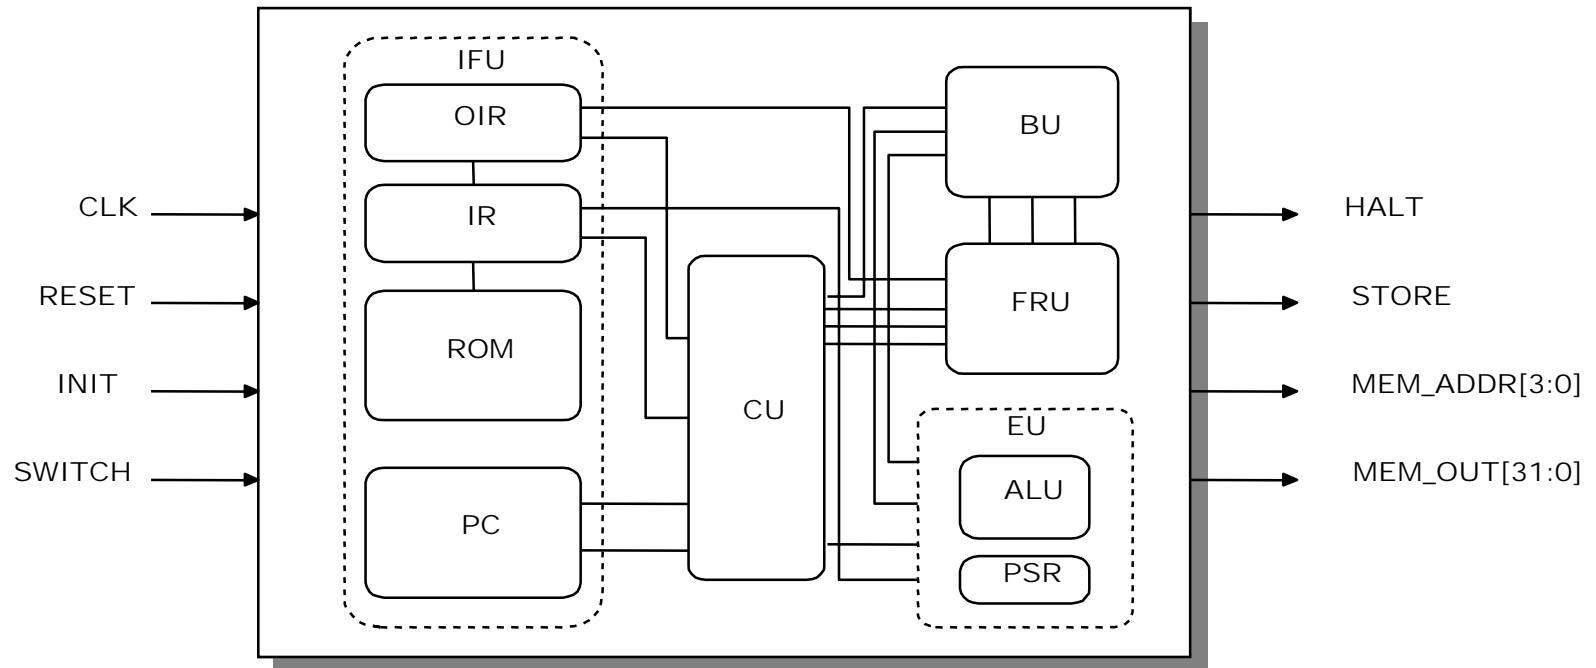 IFU
OIR
IR
ROM
PC
CU
BU
FRU
EU
ALU
PSR
CLK
RESET
INIT
SWITCH
HALT
STORE
MEM_ADDR[3:0]
MEM_OUT[31:0]